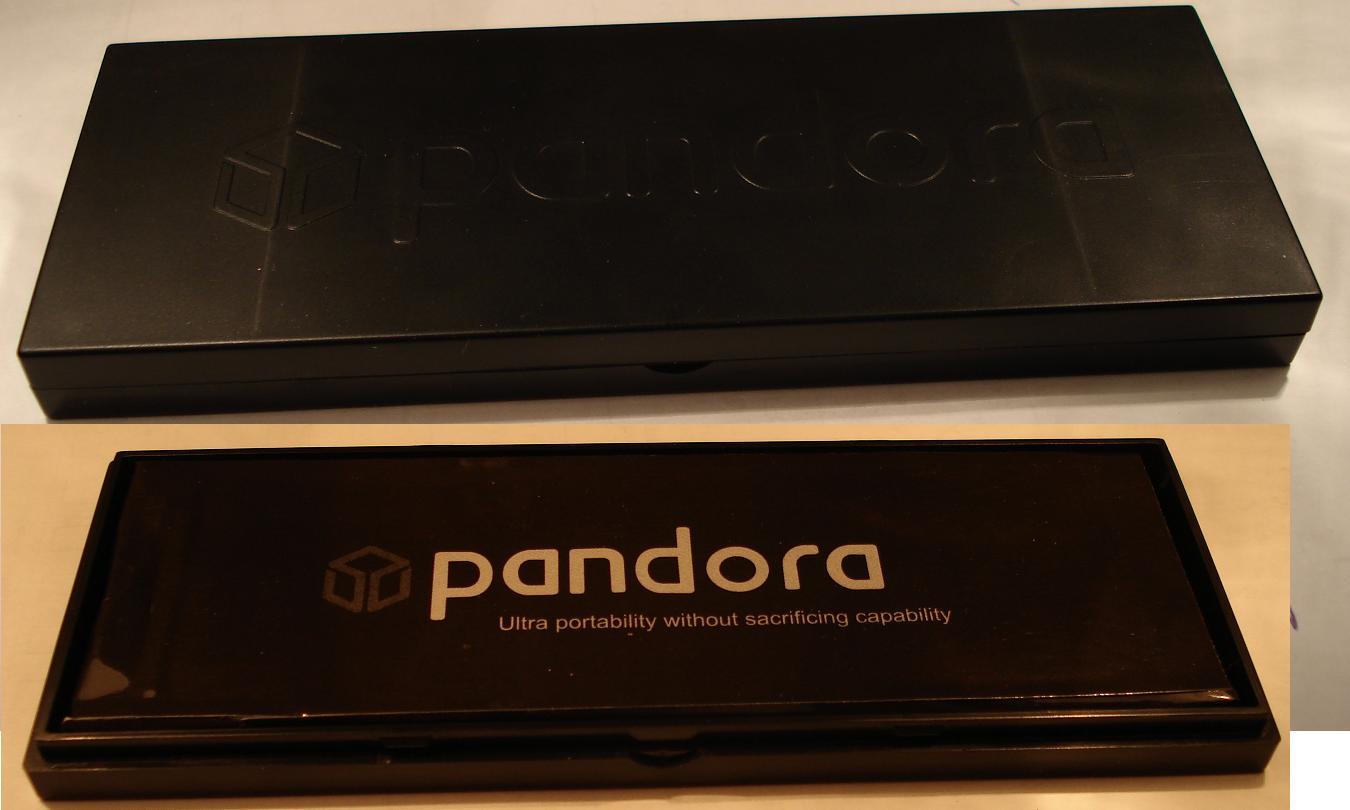 pandora
pandora
Ultra portability without sacrificing capability